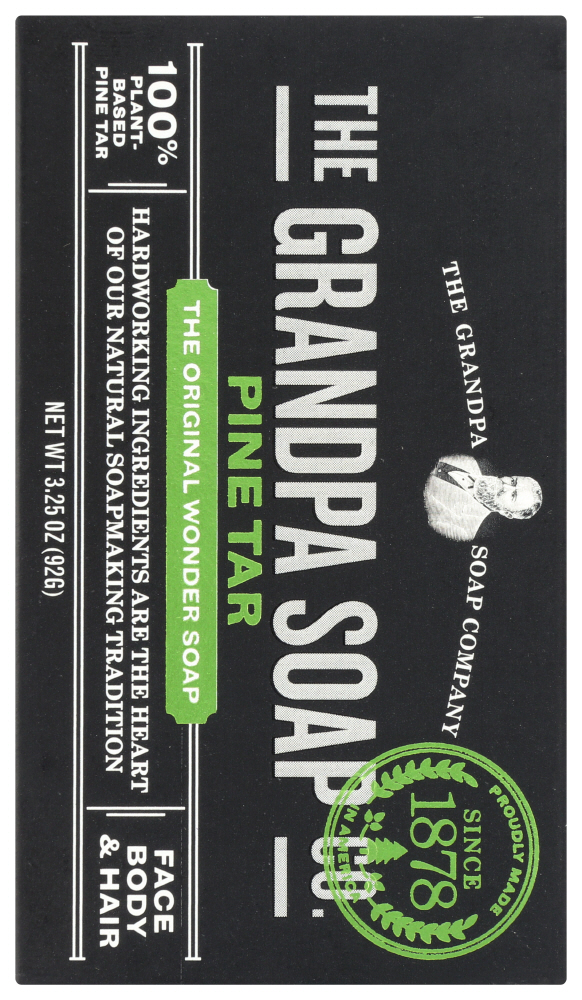 THE GRANDPA SOAP COMPANY
THE GRANDPA SOAP CO.
PROUDLY MADE
SINCE
1878
IN AMERICA
PINE TAR
THE ORIGINAL WONDER SOAP
100%
PLANT-
BASED
PINE TAR
HARDWORKING INGREDIENTS ARE THE HEART
OF OUR NATURAL SOAPMAKING TRADITION
FACE
BODY
& HAIR
NET WT 3.25 OZ (92G)